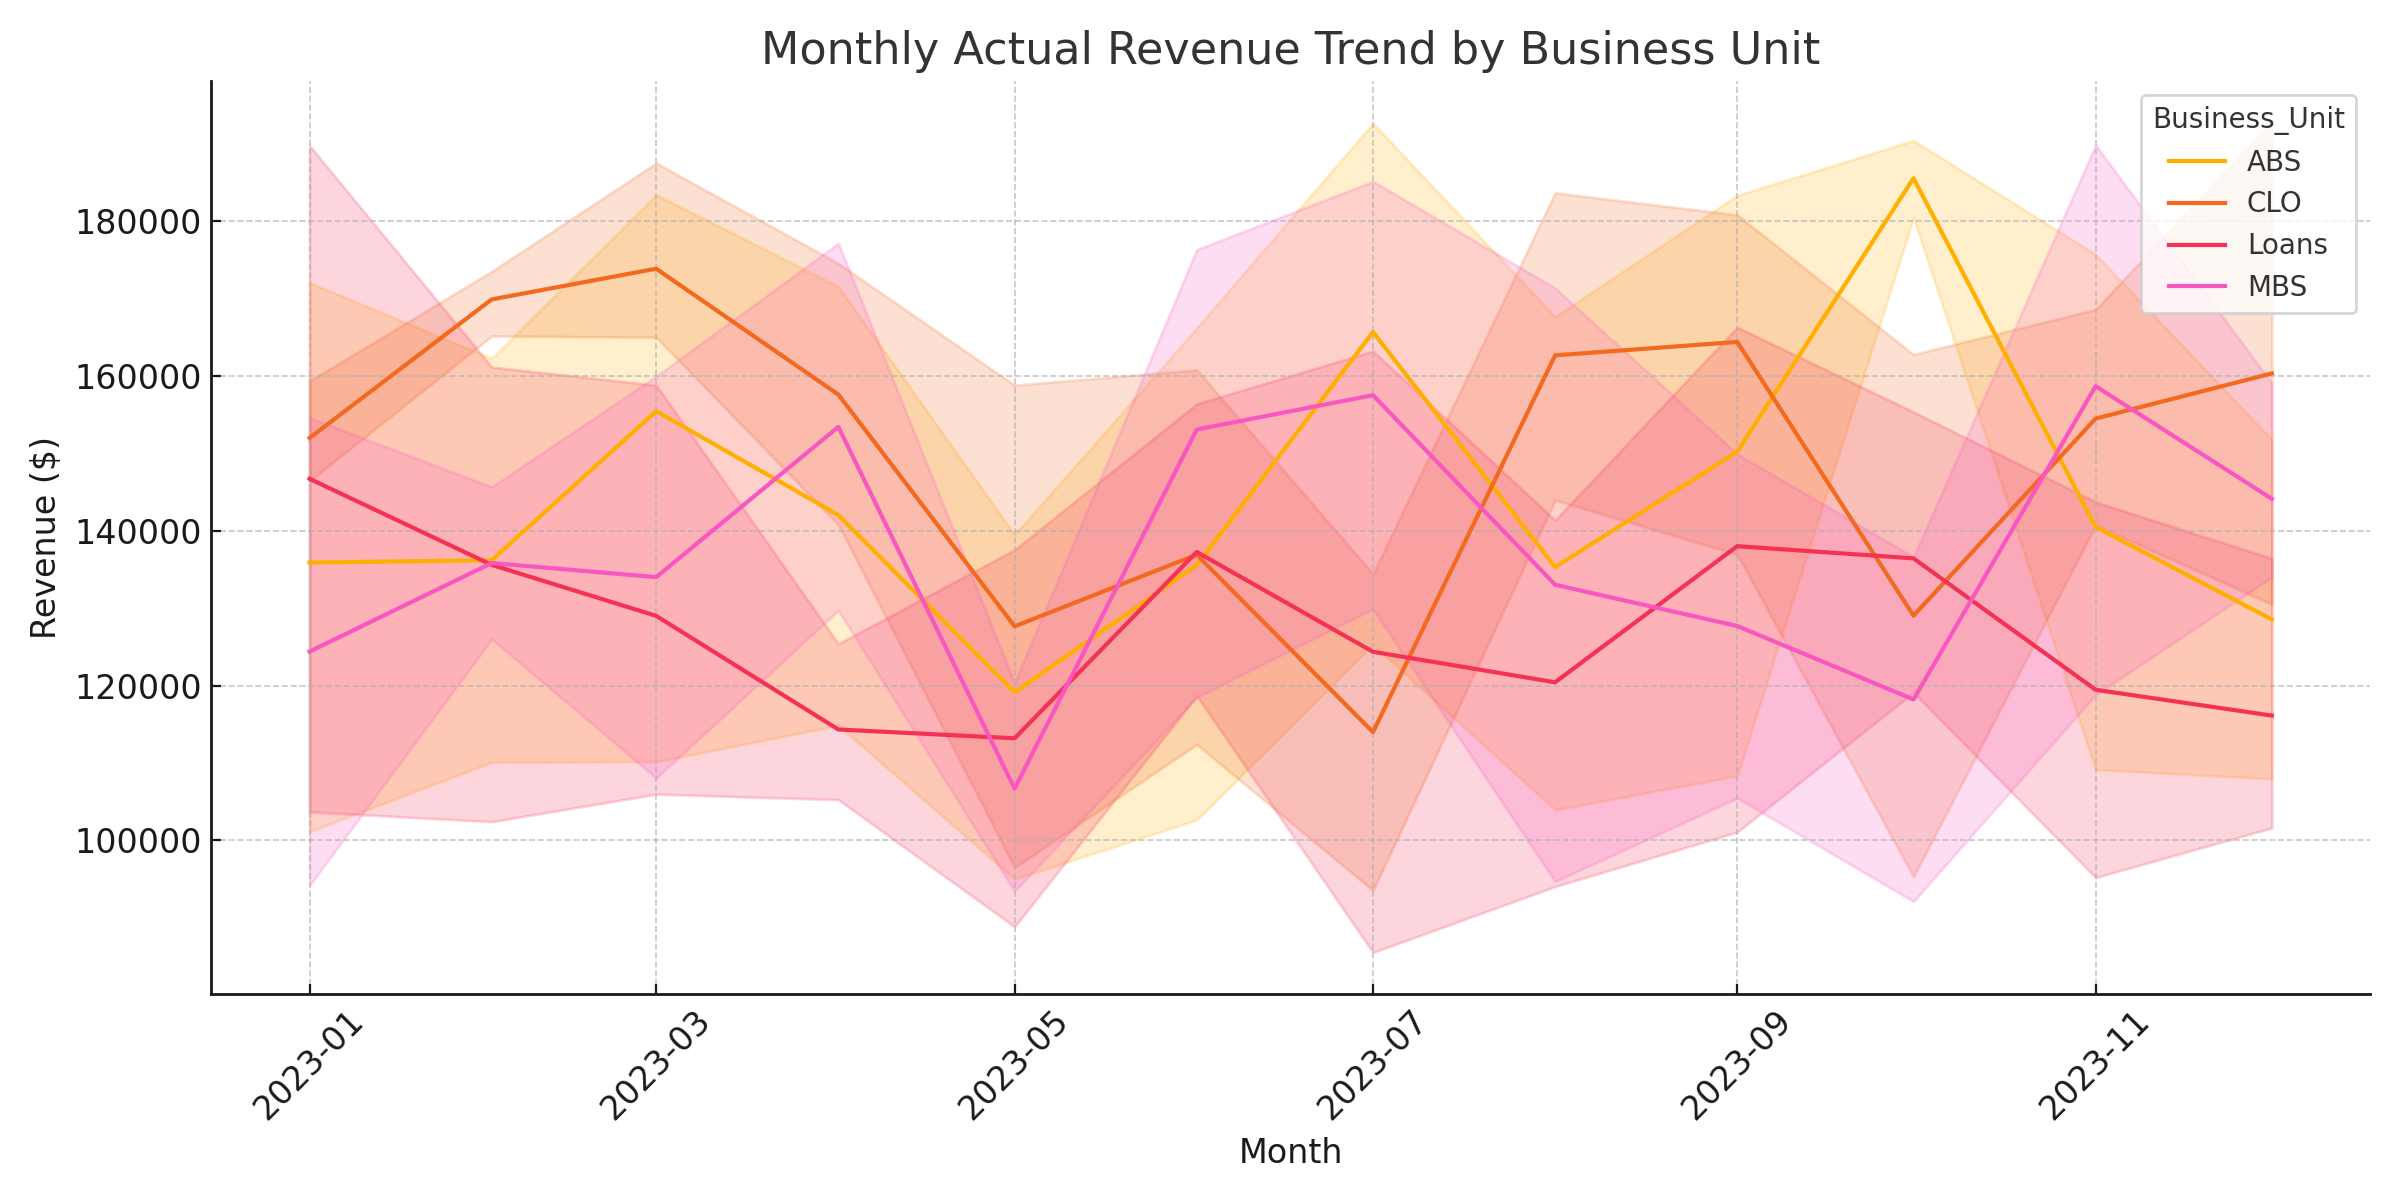 Monthly Actual Revenue Trend by Business Unit
Business_Unit
ABS
CLO
Loans
MBS
Revenue ($)
180000
160000
140000
120000
100000
2023-01
2023-03
2023-05
2023-07
2023-09
2023-11
Month